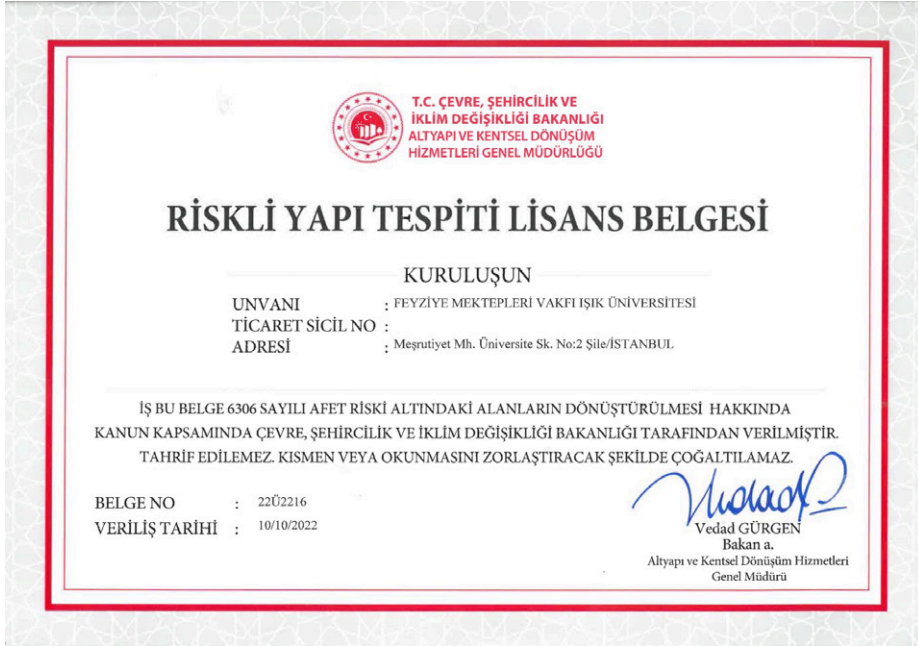 T.C. ÇEVRE, ŞEHİRCİLİK VE
İKLİM DEĞİŞİKLİĞİ BAKANLIĞI
ALTYAPI VE KENTSEL DÖNÜŞÜM
HİZMETLERİ GENEL MÜDÜRLÜĞÜ
RİSKLİ YAPI TESPİTİ LİSANS BELGESİ
KURULUŞUN
UNVANI : FEYZİYE MEKTEPLERİ VAKFI IŞIK ÜNİVERSİTESİ
TİCARET SİCİL NO :
ADRESİ : Meşrutiyet Mh. Üniversite Sk. No:2 Şile/İSTANBUL
İŞ BU BELGE 6306 SAYILI AFET RİSKİ ALTINDAKİ ALANLARIN DÖNÜŞTÜRÜLMESİ HAKKINDA
KANUN KAPSAMINDA ÇEVRE, ŞEHİRCİLİK VE İKLİM DEĞİŞİKLİĞİ BAKANLIĞI TARAFINDAN VERİLMİŞTİR.
TAHRİF EDİLEMEZ. KISMEN VEYA OKUNMASINI ZORLAŞTIRACAK ŞEKİLDE ÇOĞALTILAMAZ.
BELGE NO : 22Ü2216
VERİLİŞ TARİHİ : 10/10/2022
Vedad GÜRGEN
Bakan a.
Altyapı ve Kentsel Dönüşüm Hizmetleri
Genel Müdürü